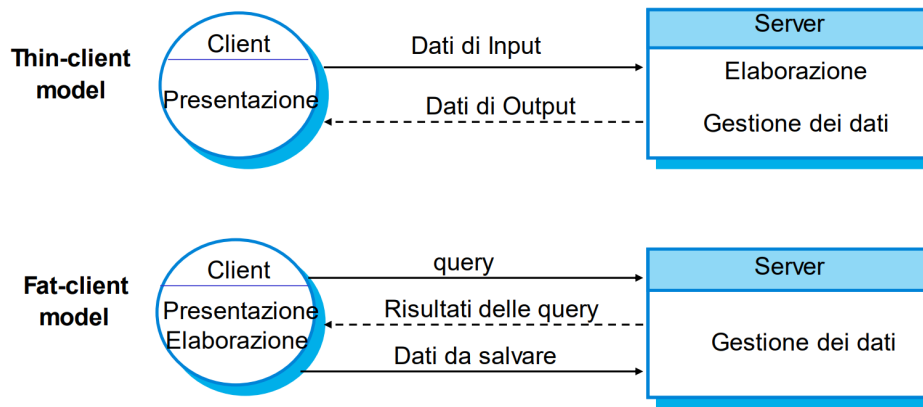 Thin-client
model
Client
Presentazione
Dati di Input
Dati di Output
Server
Elaborazione
Gestione dei dati
Fat-client
model
Client
Presentazione
Elaborazione
query
Risultati delle query
Dati da salvare
Server
Gestione dei dati